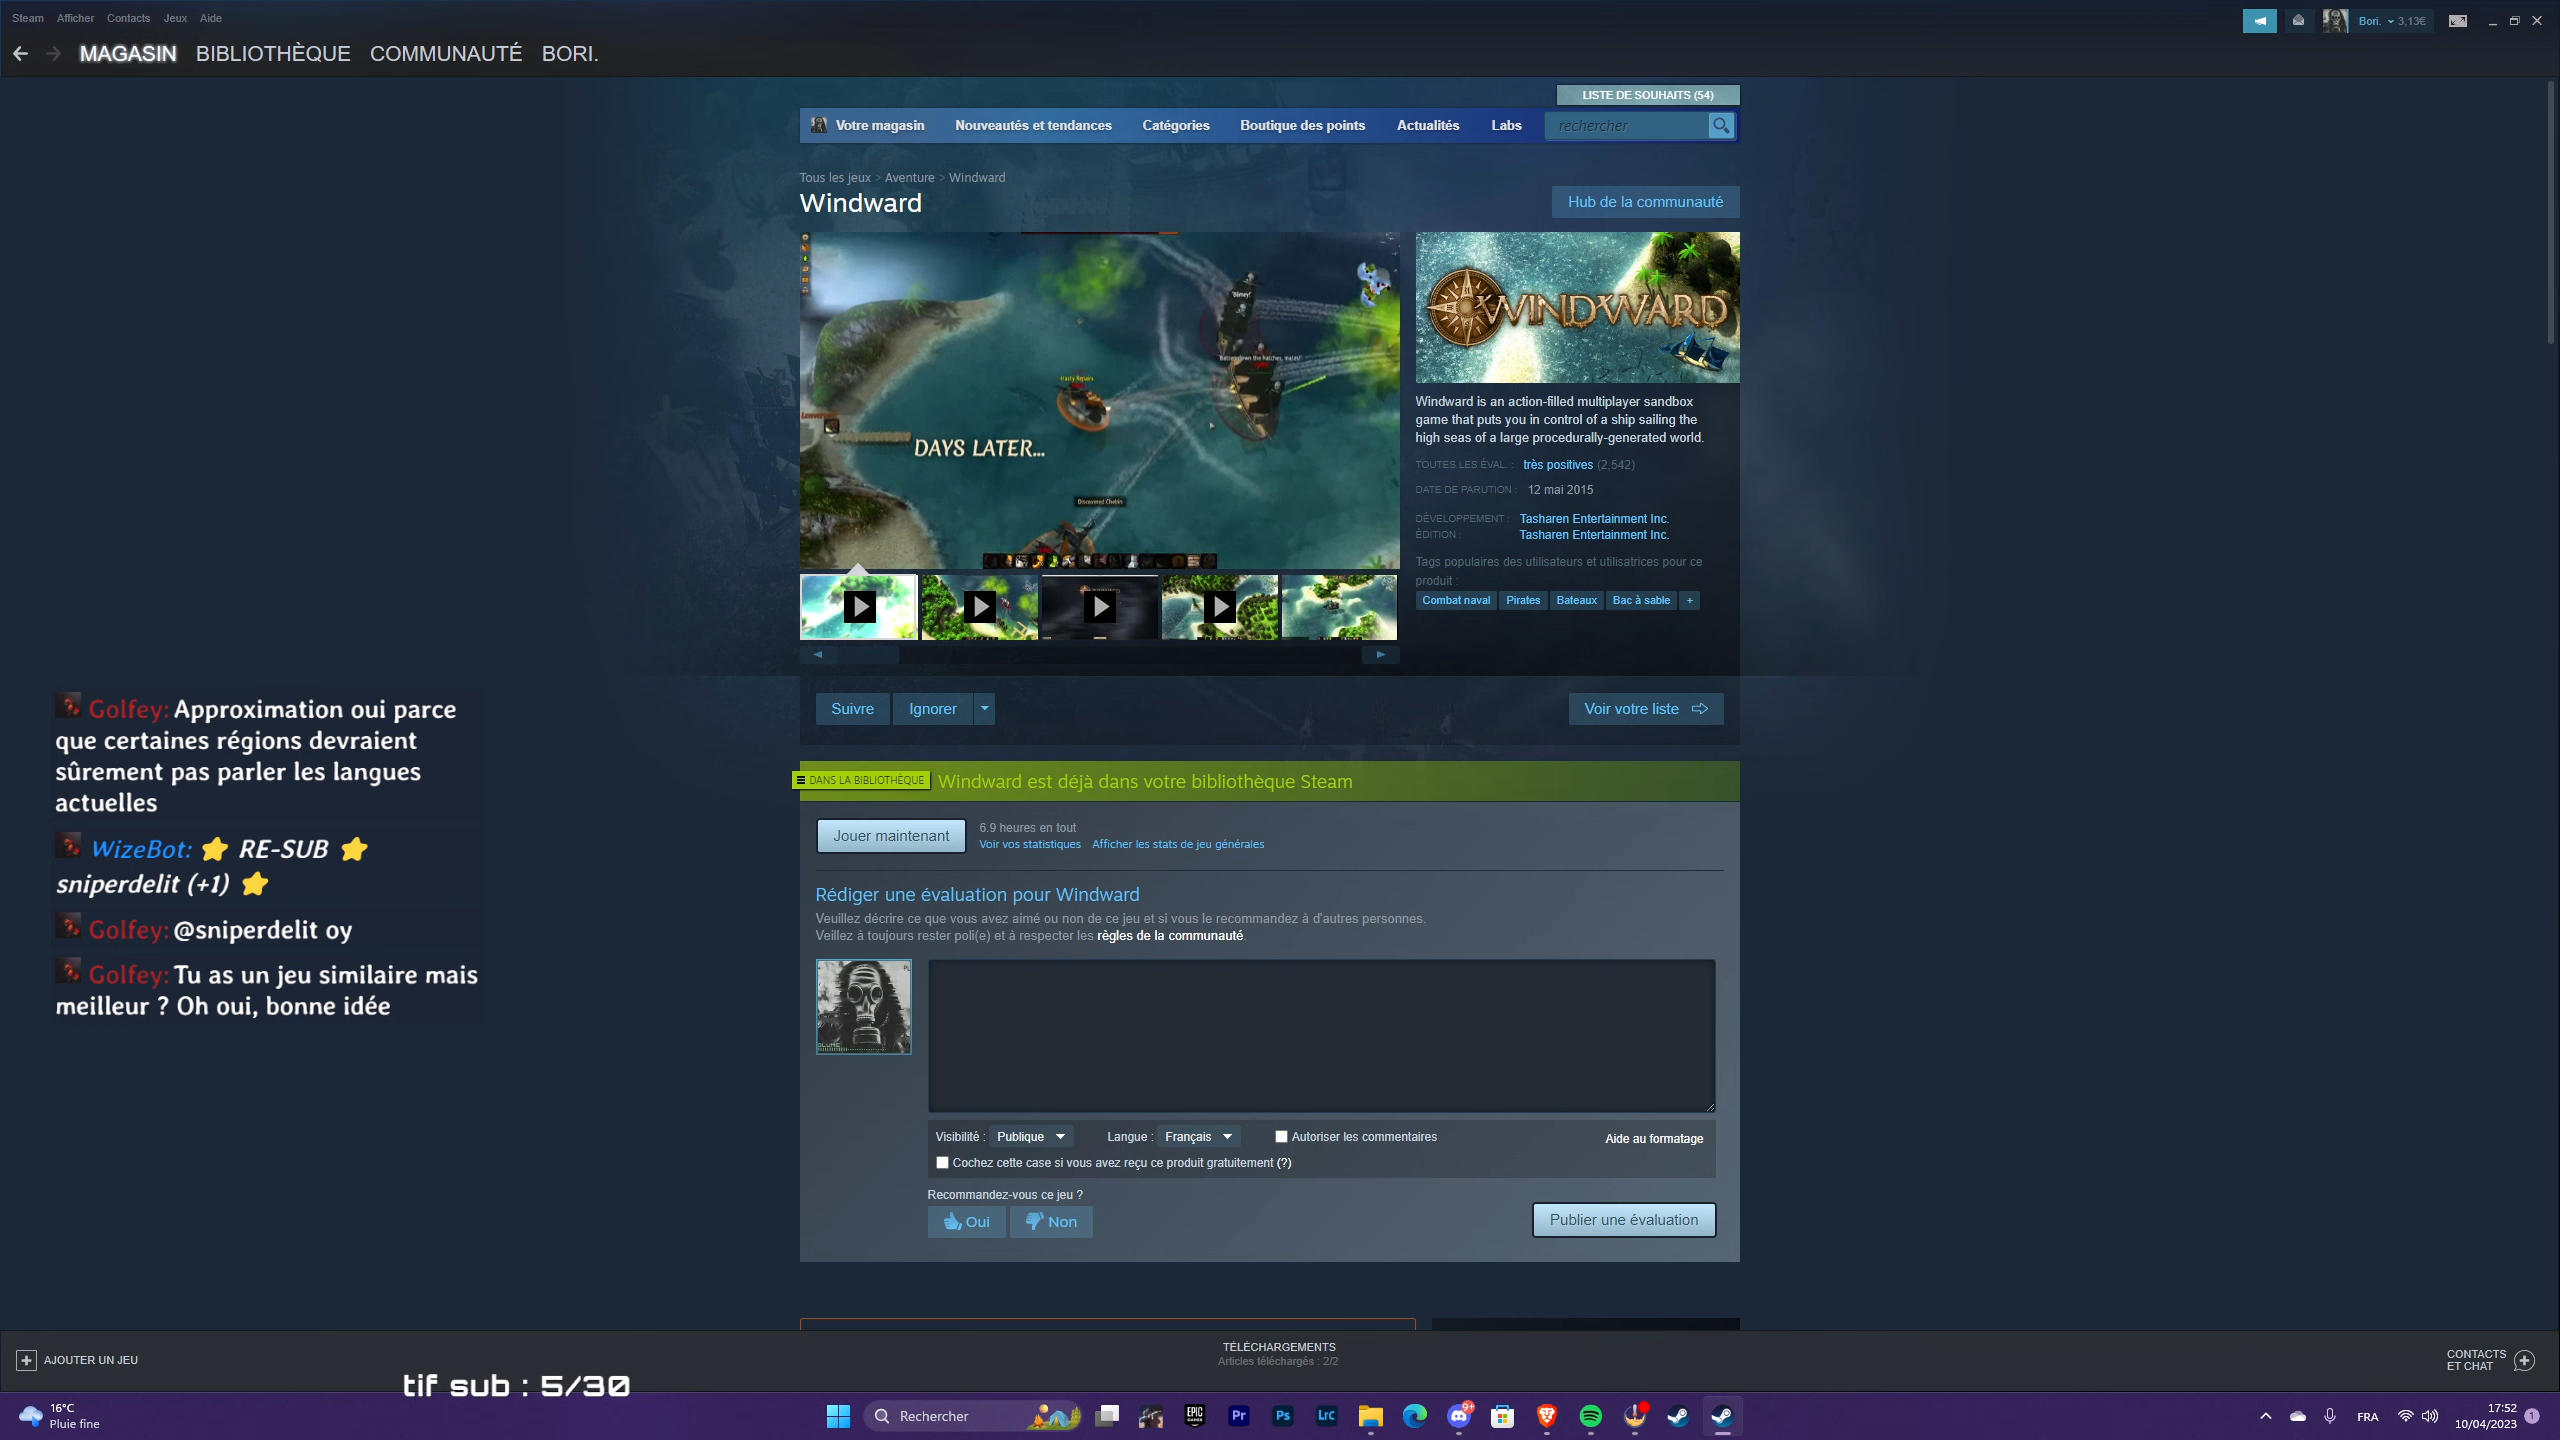 Steam Afficher Contacts Jeux Aide
Bori. 3,13€
MAGASIN BIBLIOTHÈQUE COMMUNAUTÉ BORI.
LISTE DE SOUHAITS (54)
Votre magasin Nouveautés et tendances Catégories Boutique des points Actualités Labs rechercher
Tous les jeux > Aventure > Windward
Windward
Hub de la communauté
"Blimey!"
Hasty Repairs
DAYS LATER...
Discovered Chelsin
WINDWARD
Windward is an action-filled multiplayer sandbox
game that puts you in control of a ship sailing the
high seas of a large procedurally-generated world.
TOUTES LES ÉVAL. : très positives (2,542)
DATE DE PARUTION : 12 mai 2015
DÉVELOPPEMENT : Tasharen Entertainment Inc.
ÉDITION : Tasharen Entertainment Inc.
Tags populaires des utilisateurs et utilisatrices pour ce
produit :
Combat naval Pirates Bateaux Bac à sable +
Suivre Ignorer
Voir votre liste
DANS LA BIBLIOTHÈQUE Windward est déjà dans votre bibliothèque Steam
Jouer maintenant
6.9 heures en tout
Voir vos statistiques Afficher les stats de jeu générales
Rédiger une évaluation pour Windward
Veuillez décrire ce que vous avez aimé ou non de ce jeu et si vous le recommandez à d'autres personnes.
Veillez à toujours rester poli(e) et à respecter les règles de la communauté.
Visibilité : Publique Langue : Français Autoriser les commentaires Aide au formatage
Cochez cette case si vous avez reçu ce produit gratuitement (?)
Recommandez-vous ce jeu ?
Oui Non
Publier une évaluation
Golfey: Approximation oui parce
que certaines régions devraient
sûrement pas parler les langues
actuelles
WizeBot: ⭐ RE-SUB ⭐
sniperdelit (+1) ⭐
Golfey: @sniperdelit oy
Golfey: Tu as un jeu similaire mais
meilleur ? Oh oui, bonne idée
AJOUTER UN JEU
TÉLÉCHARGEMENTS
Articles téléchargés : 2/2
CONTACTS
ET CHAT
tif sub : 5/30
16°C
Pluie fine
Rechercher
EPIC
GAMES
Pr
Ps
Lrc
9+
FRA
17:52
10/04/2023
1